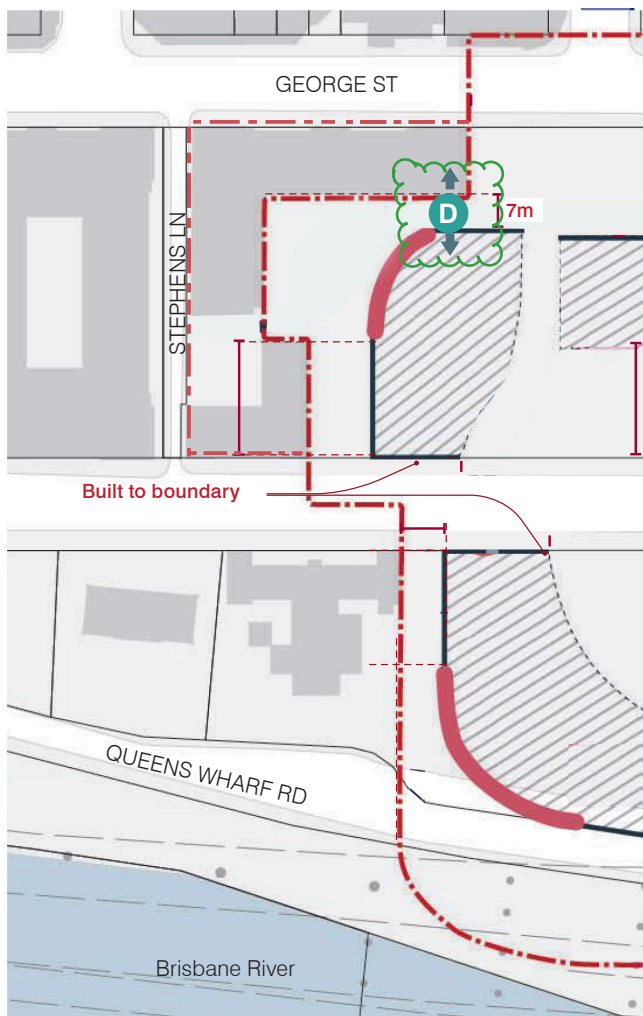 GEORGE ST
D
7m
STEPHENS LN
Built to boundary
QUEENS WHARF RD
Brisbane River